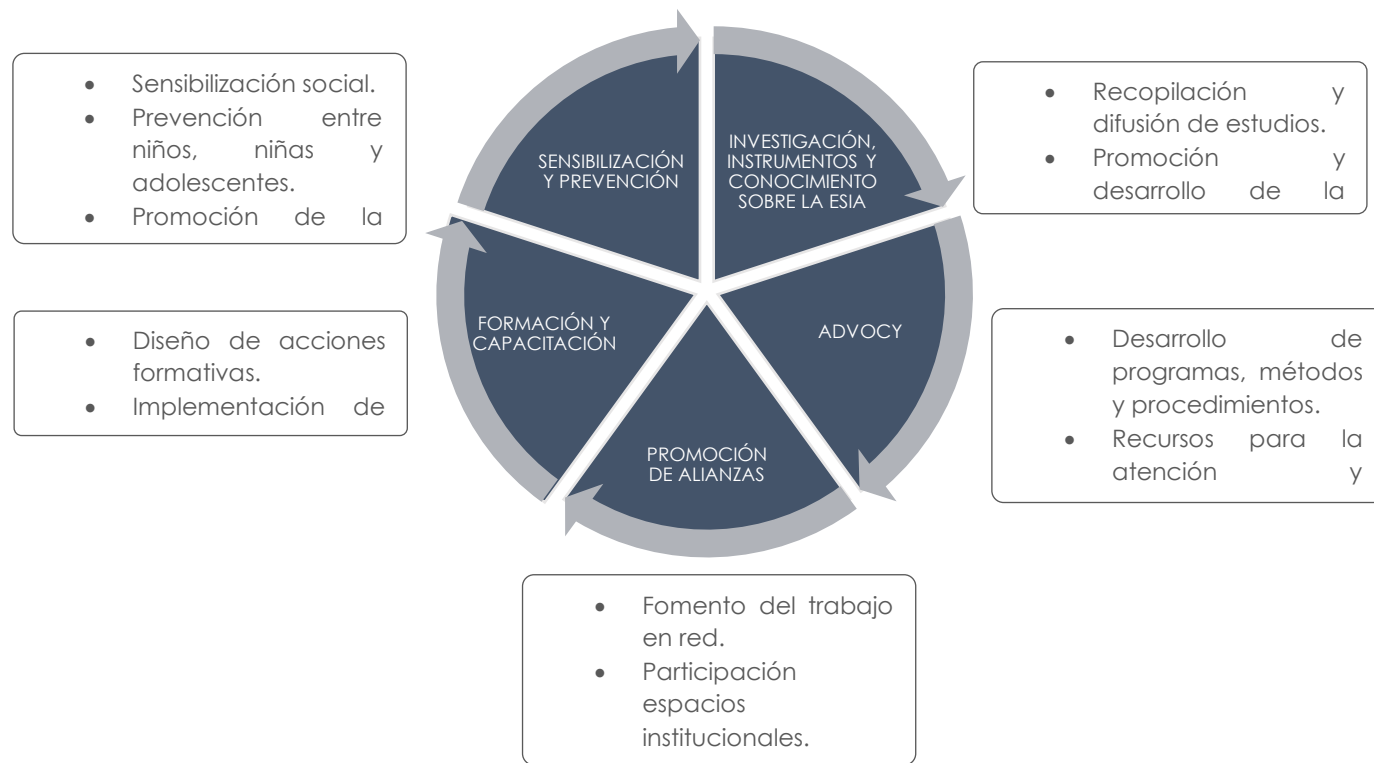 • Sensibilización social.
• Prevención entre
niños, niñas y
adolescentes.
• Promoción de la
SENSIBILIZACIÓN
Y PREVENCIÓN
INVESTIGACIÓN,
INSTRUMENTOS Y
CONOCIMIENTO
SOBRE LA ESIA
• Recopilación y
difusión de estudios.
• Promoción y
desarrollo de la
• Diseño de acciones
formativas.
• Implementación de
FORMACIÓN Y
CAPACITACIÓN
ADVOCY
• Desarrollo de
programas, métodos
y procedimientos.
• Recursos para la
atención y
PROMOCIÓN
DE ALIANZAS
• Fomento del trabajo
en red.
• Participación
espacios
institucionales.